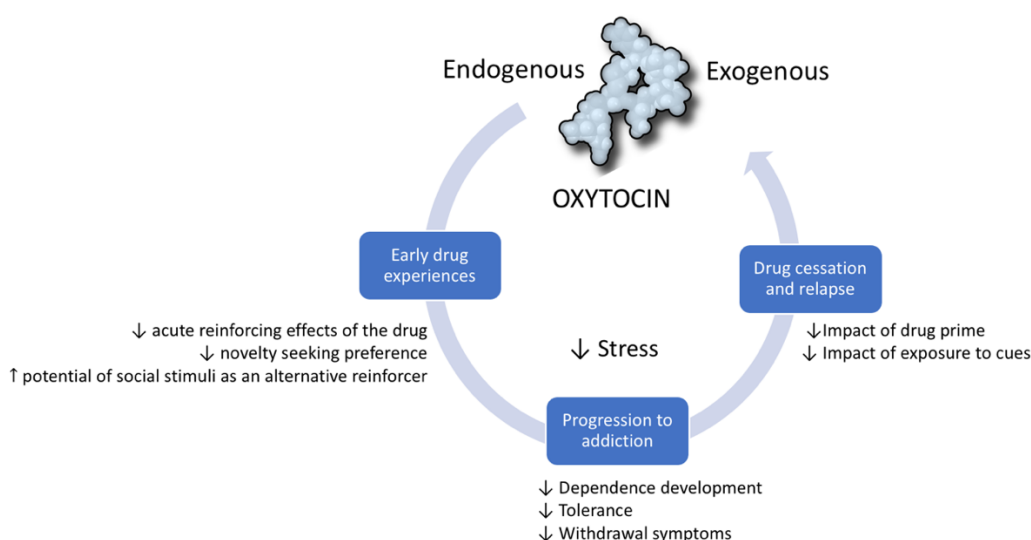 Endogenous
Exogenous
OXYTOCIN
Early drug
experiences
↓ acute reinforcing effects of the drug
↓ novelty seeking preference
↑ potential of social stimuli as an alternative reinforcer
↓ Stress
Progression to
addiction
↓ Dependence development
↓ Tolerance
↓ Withdrawal symptoms
Drug cessation
and relapse
↓Impact of drug prime
↓ Impact of exposure to cues